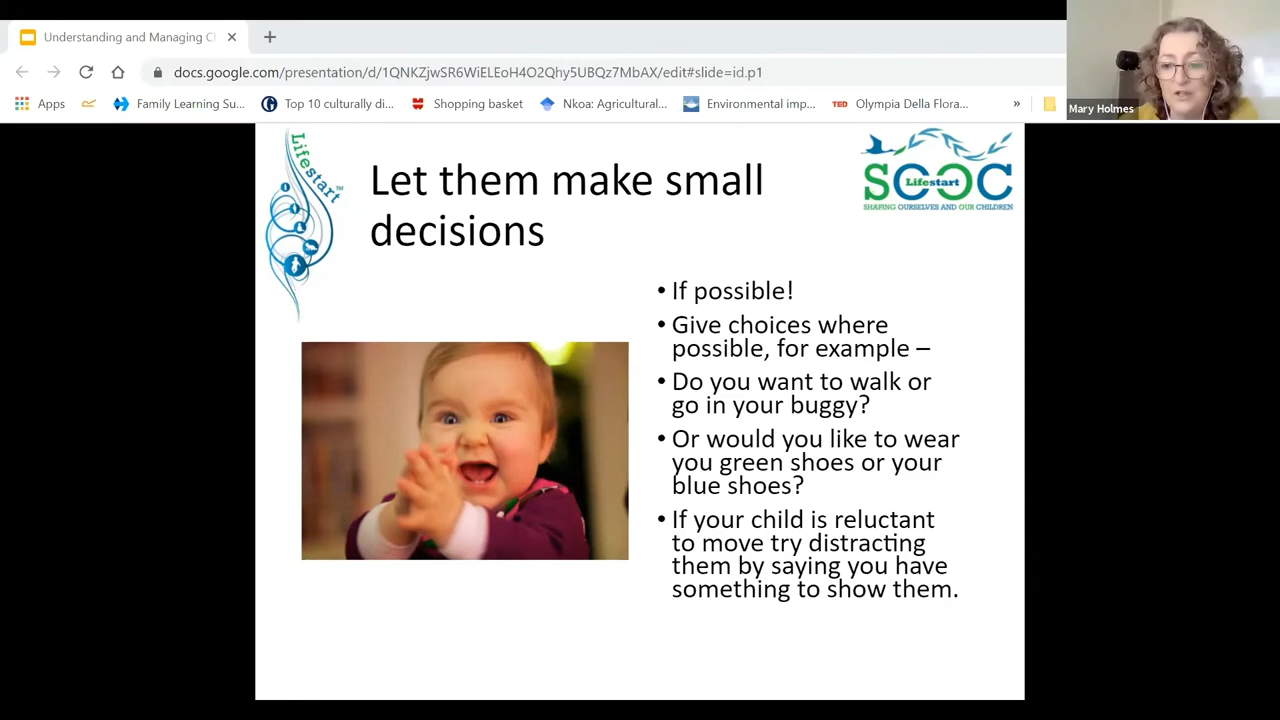 Understanding and Managing C
docs.google.com/presentation/d/1QNKZjwSR6WiELEoH4O2Qhy5UBQz7MbAX/edit#slide=id.p1
Apps
Family Learning Su...
Top 10 culturally di...
Shopping basket
Nkoa: Agricultural...
Environmental imp...
TED
Olympia Della Flora...
»
Mary Holmes
Lifestart™
Let them make small
decisions
SOOC
Lifestart
SHAPING OURSELVES AND OUR CHILDREN
• If possible!
• Give choices where
possible, for example –
• Do you want to walk or
go in your buggy?
• Or would you like to wear
you green shoes or your
blue shoes?
• If your child is reluctant
to move try distracting
them by saying you have
something to show them.